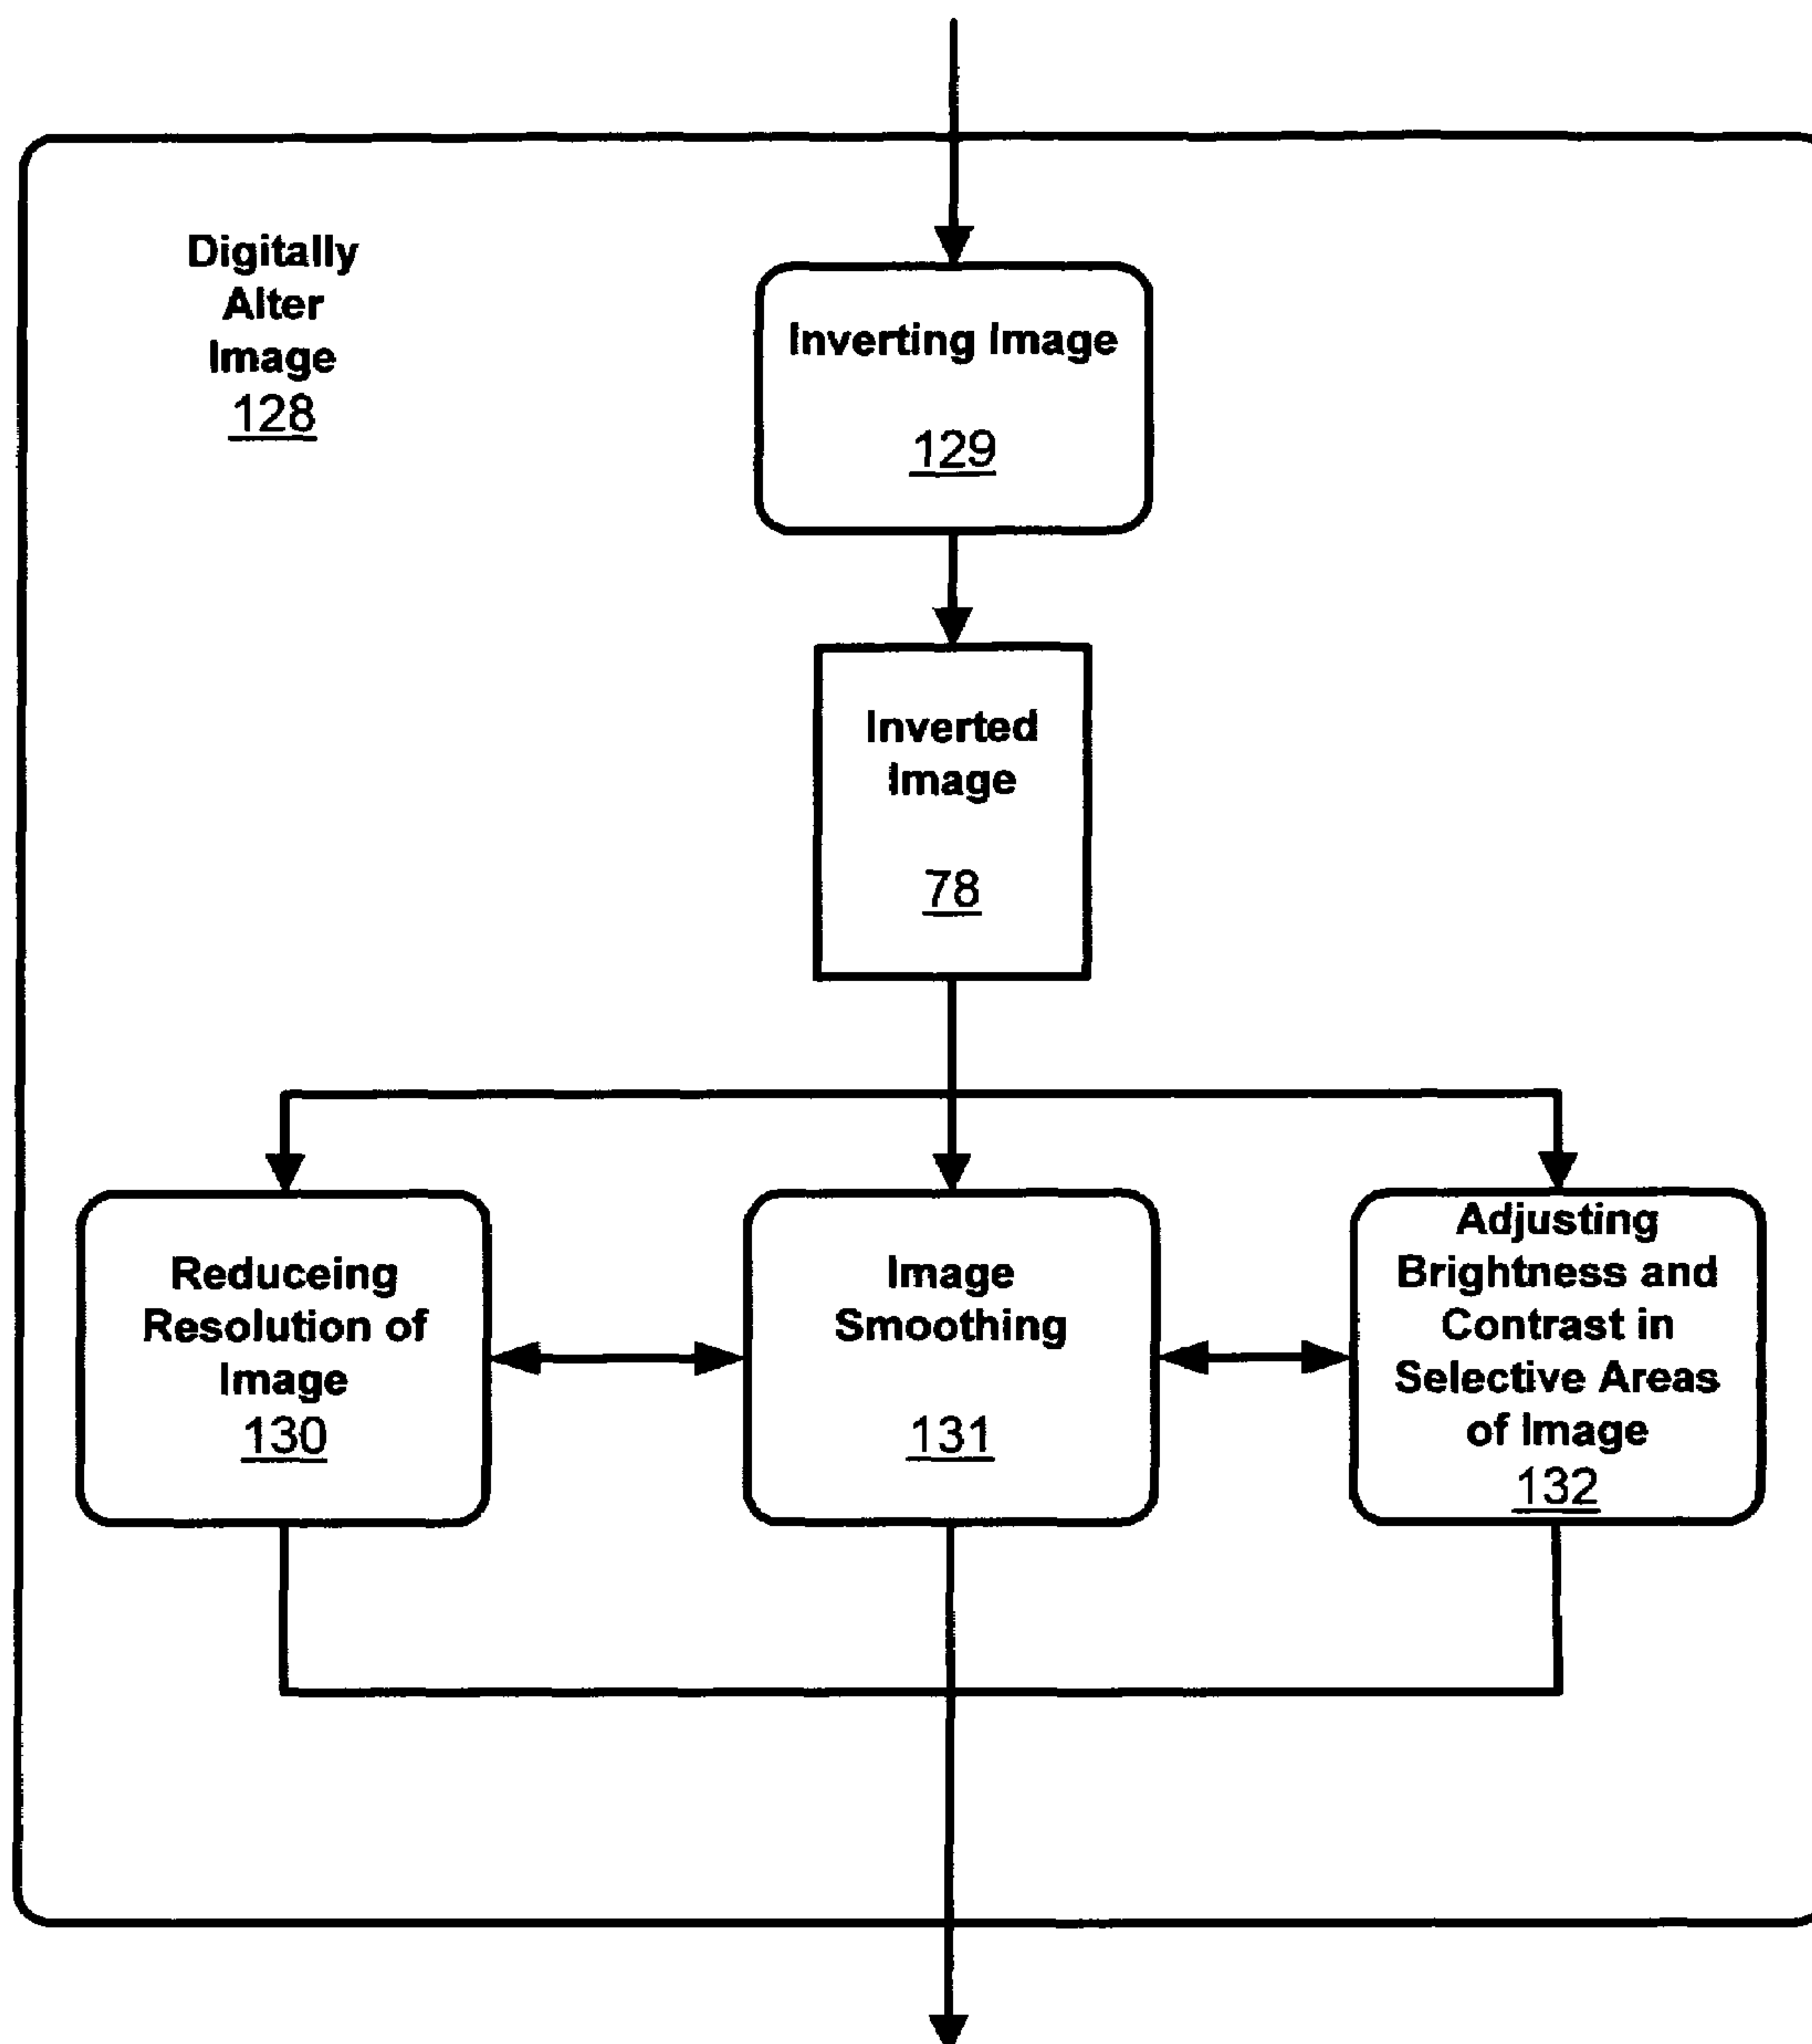 Digitally
Alter
Image
128
Inverting Image
129
Inverted
Image
78
Reduceing
Resolution of
Image
130
Image
Smoothing
131
Adjusting
Brightness and
Contrast in
Selective Areas
of Image
132